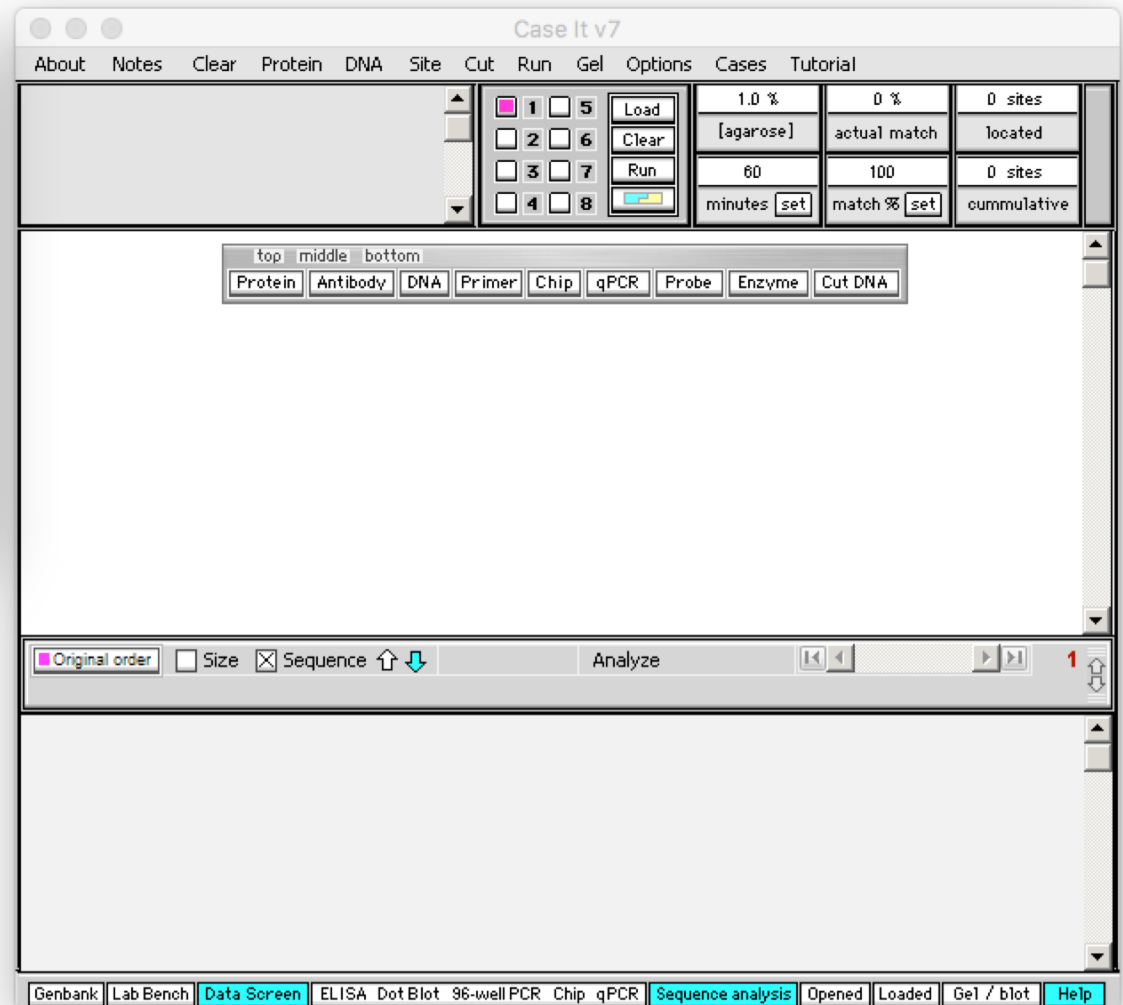 Case It v7
About Notes Clear Protein DNA Site Cut Run Gel Options Cases Tutorial
1 5 Load 1.0 % 0 % 0 sites
2 6 Clear [agarose] actual match located
3 7 Run 60 100 0 sites
4 8 minutes set match % set cummulative
top middle bottom
Protein Antibody DNA Primer Chip qPCR Probe Enzyme Cut DNA
Original order Size Sequence Analyze 1
Genbank Lab Bench Data Screen ELISA Dot Blot 96-well PCR Chip qPCR Sequence analysis Opened Loaded Gel / blot Help